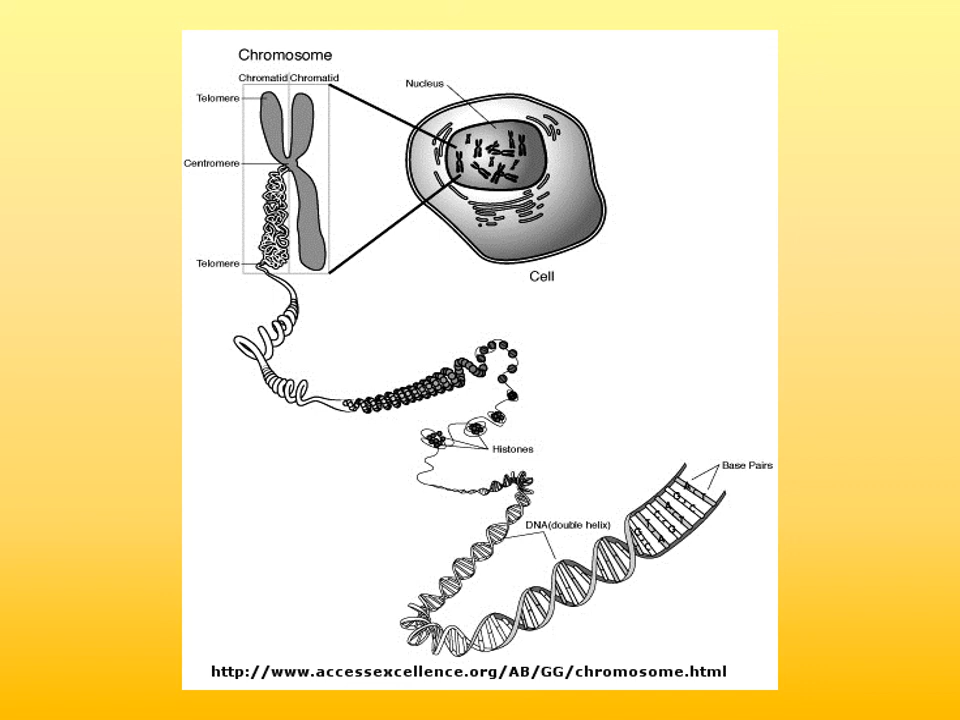 Chromosome
Chromatid Chromatid
Telomere
Nucleus
Centromere
Telomere
Cell
Histones
Base Pairs
DNA(double helix)
http://www.accessexcellence.org/AB/GG/chromosome.html